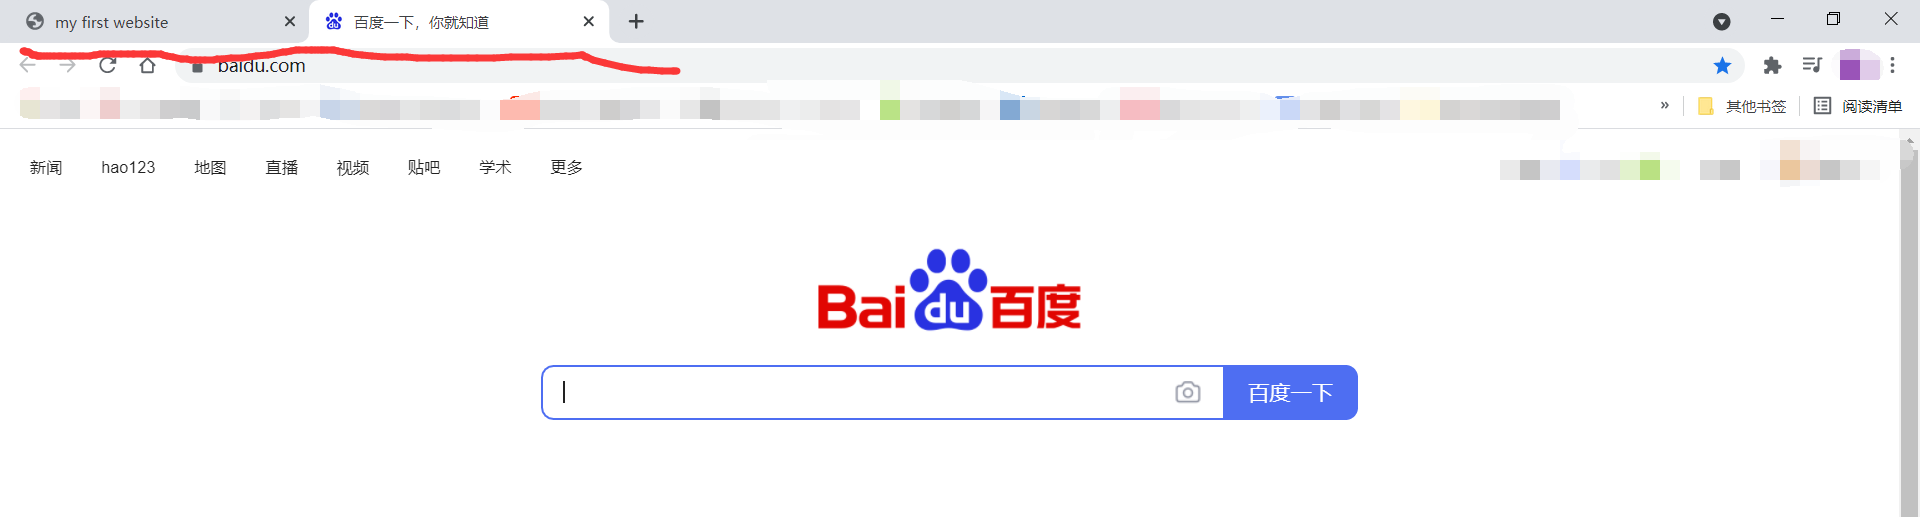 my first website
百度一下，你就知道
baidu.com
» 其他书签 阅读清单
新闻 hao123 地图 直播 视频 贴吧 学术 更多
Bai du 百度
百度一下